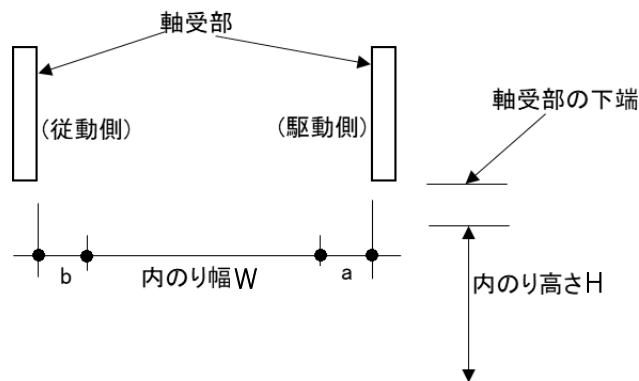 軸受部
(従動側)
(駆動側)
軸受部の下端
b
内のり幅W
a
内のり高さH